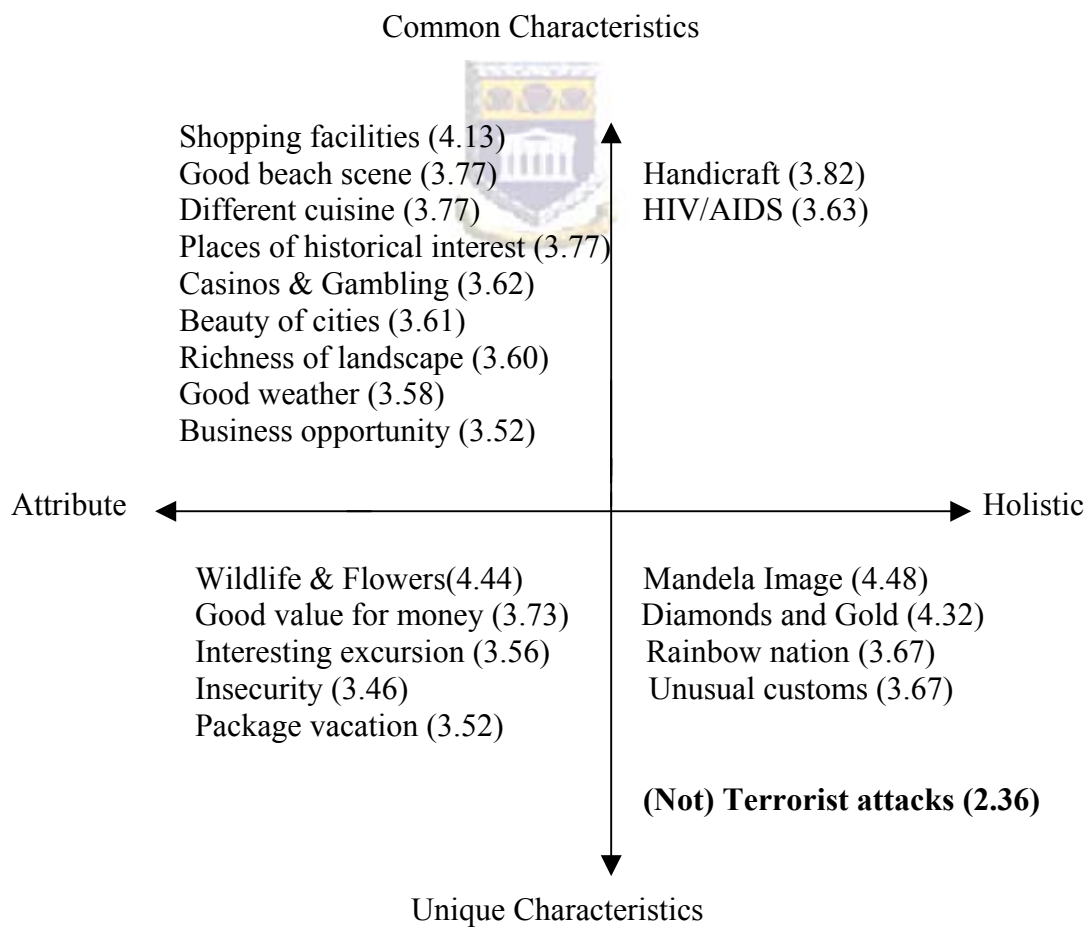 Common Characteristics
Shopping facilities (4.13)
Good beach scene (3.77)
Different cuisine (3.77)
Places of historical interest (3.77)
Casinos & Gambling (3.62)
Beauty of cities (3.61)
Richness of landscape (3.60)
Good weather (3.58)
Business opportunity (3.52)
Handicraft (3.82)
HIV/AIDS (3.63)
Attribute
Holistic
Wildlife & Flowers(4.44)
Good value for money (3.73)
Interesting excursion (3.56)
Insecurity (3.46)
Package vacation (3.52)
Mandela Image (4.48)
Diamonds and Gold (4.32)
Rainbow nation (3.67)
Unusual customs (3.67)
(Not) Terrorist attacks (2.36)
Unique Characteristics